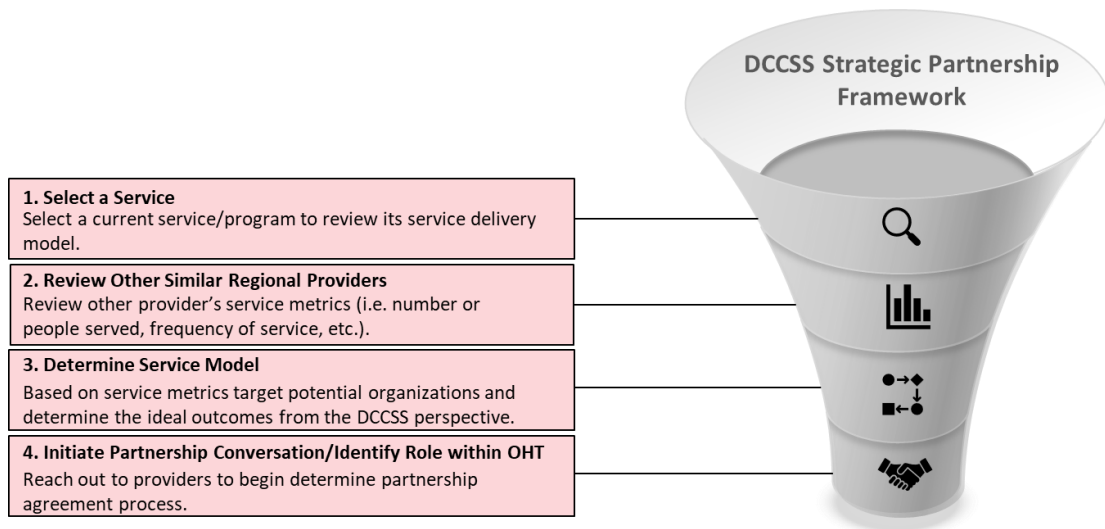 DCCSS Strategic Partnership
Framework
1. Select a Service
Select a current service/program to review its service delivery
model.
2. Review Other Similar Regional Providers
Review other provider’s service metrics (i.e. number or
people served, frequency of service, etc.).
3. Determine Service Model
Based on service metrics target potential organizations and
determine the ideal outcomes from the DCCSS perspective.
4. Initiate Partnership Conversation/Identify Role within OHT
Reach out to providers to begin determine partnership
agreement process.